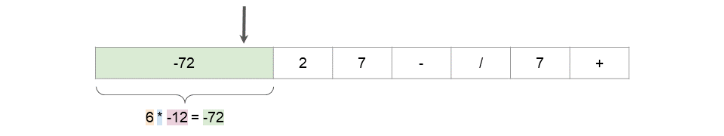 -72 2 7 - / 7 +
6 * -12 = -72